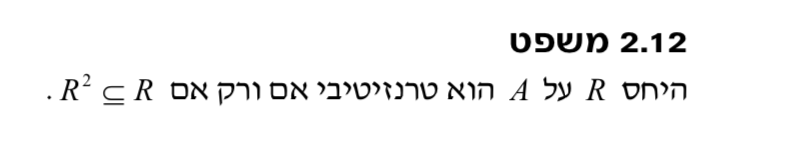 2.12 משפט
היחס R על A הוא טרנזיטיבי אם ורק אם R² ⊆ R .